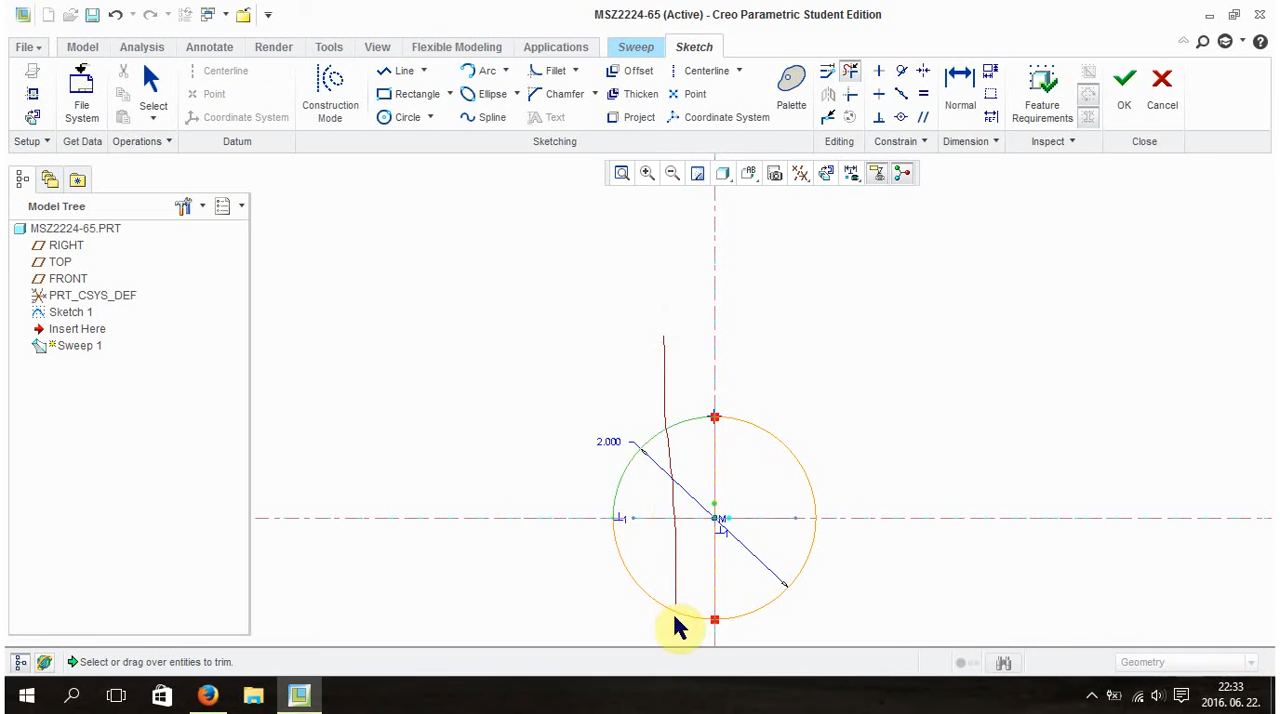 MSZ2224-65 (Active) - Creo Parametric Student Edition
File Model Analysis Annotate Render Tools View Flexible Modeling Applications Sweep Sketch
Centerline Line Arc Fillet Offset Centerline
Point Rectangle Ellipse Chamfer Thicken Point
Coordinate System Circle Spline Text Project Coordinate System
File System Select Construction Mode Palette Normal Feature Requirements OK Cancel
Setup Get Data Operations Datum Sketching Editing Constrain Dimension Inspect Close
Model Tree
MSZ2224-65.PRT
RIGHT
TOP
FRONT
PRT_CSYS_DEF
Sketch 1
Insert Here
Sweep 1
2.000
1
M
1
Select or drag over entities to trim.
Geometry
22:33
2016. 06. 22.